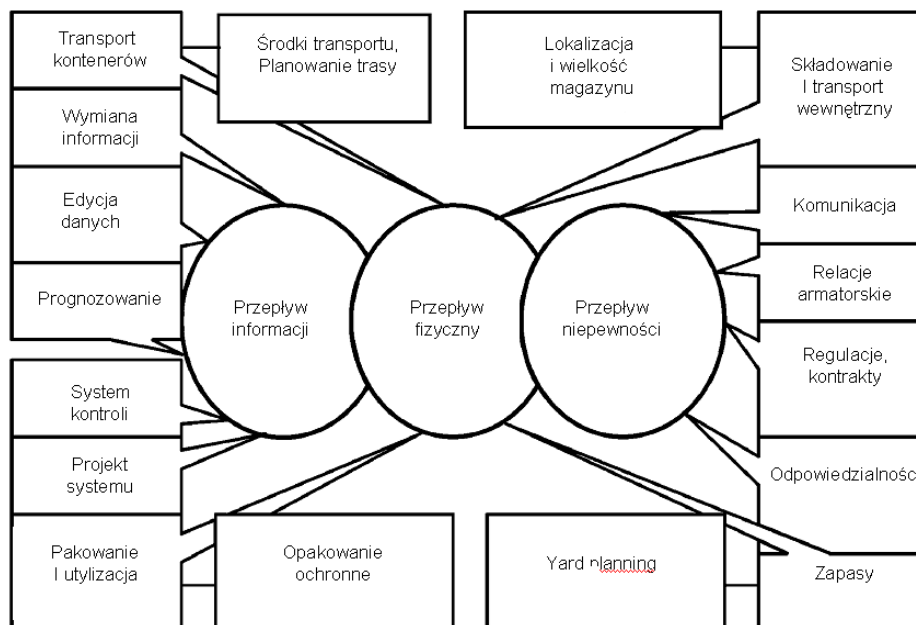 Transport
kontenerów
Środki transportu,
Planowanie trasy
Lokalizacja
i wielkość
magazynu
Składowanie
I transport
wewnętrzny
Wymiana
informacji
Edycja
danych
Komunikacja
Prognozowanie
Przepływ
informacji
Przepływ
fizyczny
Przepływ
niepewności
Relacje
armatorskie
Regulacje,
kontrakty
System
kontroli
Projekt
systemu
Odpowiedzialność
Pakowanie
I utylizacja
Opakowanie
ochronne
Yard planning
Zapasy